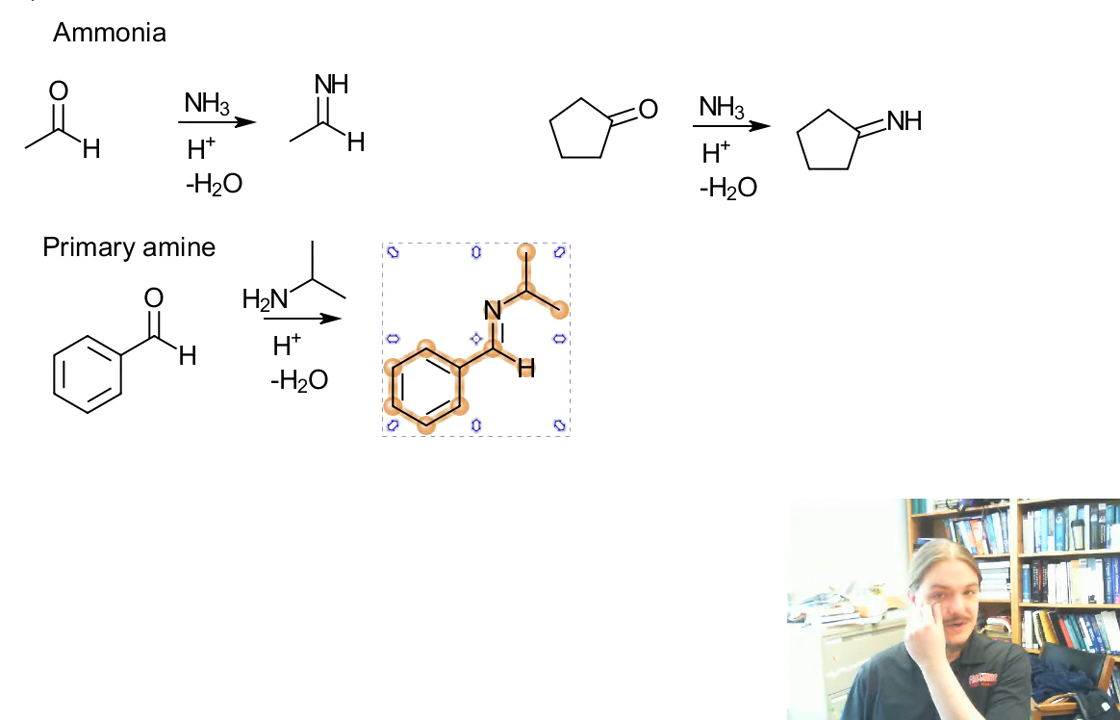 Ammonia
O
H
NH₃
H⁺
-H₂O
NH
H
O
NH₃
H⁺
-H₂O
NH
Primary amine
O
H
H₂N
H⁺
-H₂O
N
H